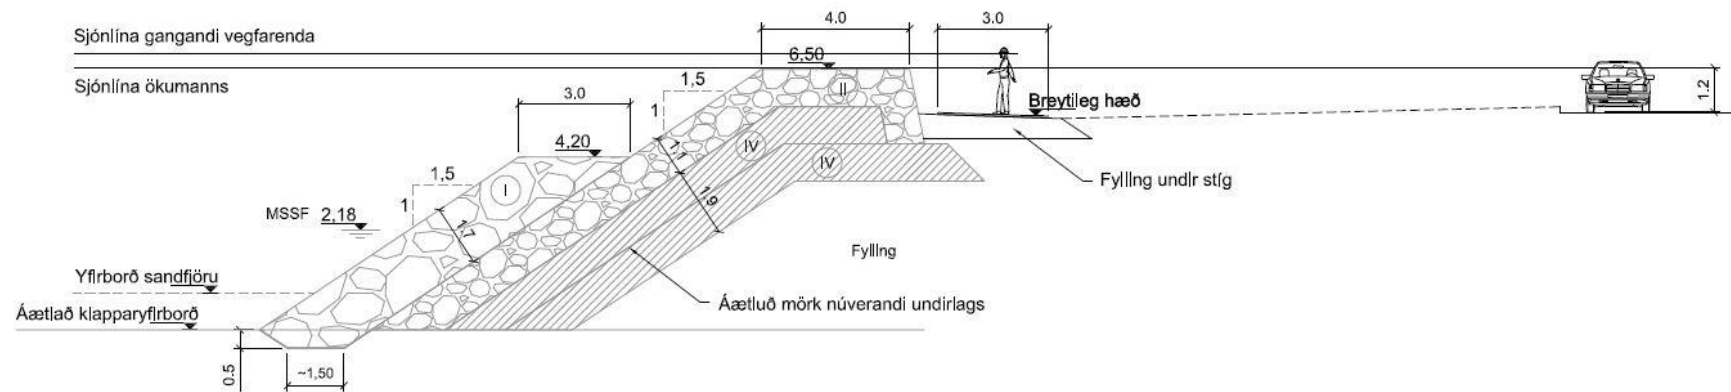 4.0
3.0
Sjónlína gangandi vegfarenda
6,50
Sjónlína ökumanns
1,5
II
1.2
3.0
1
Breytileg hæð
4,20
1,1
IV
IV
1,5
I
Fylling undir stíg
1
1,9
MSSF 2,18
1,7
Fylling
Yfirborð sandfjöru
Áætluð mörk núverandi undirlags
Áætlað klapparyfirborð
0.5
~1,50